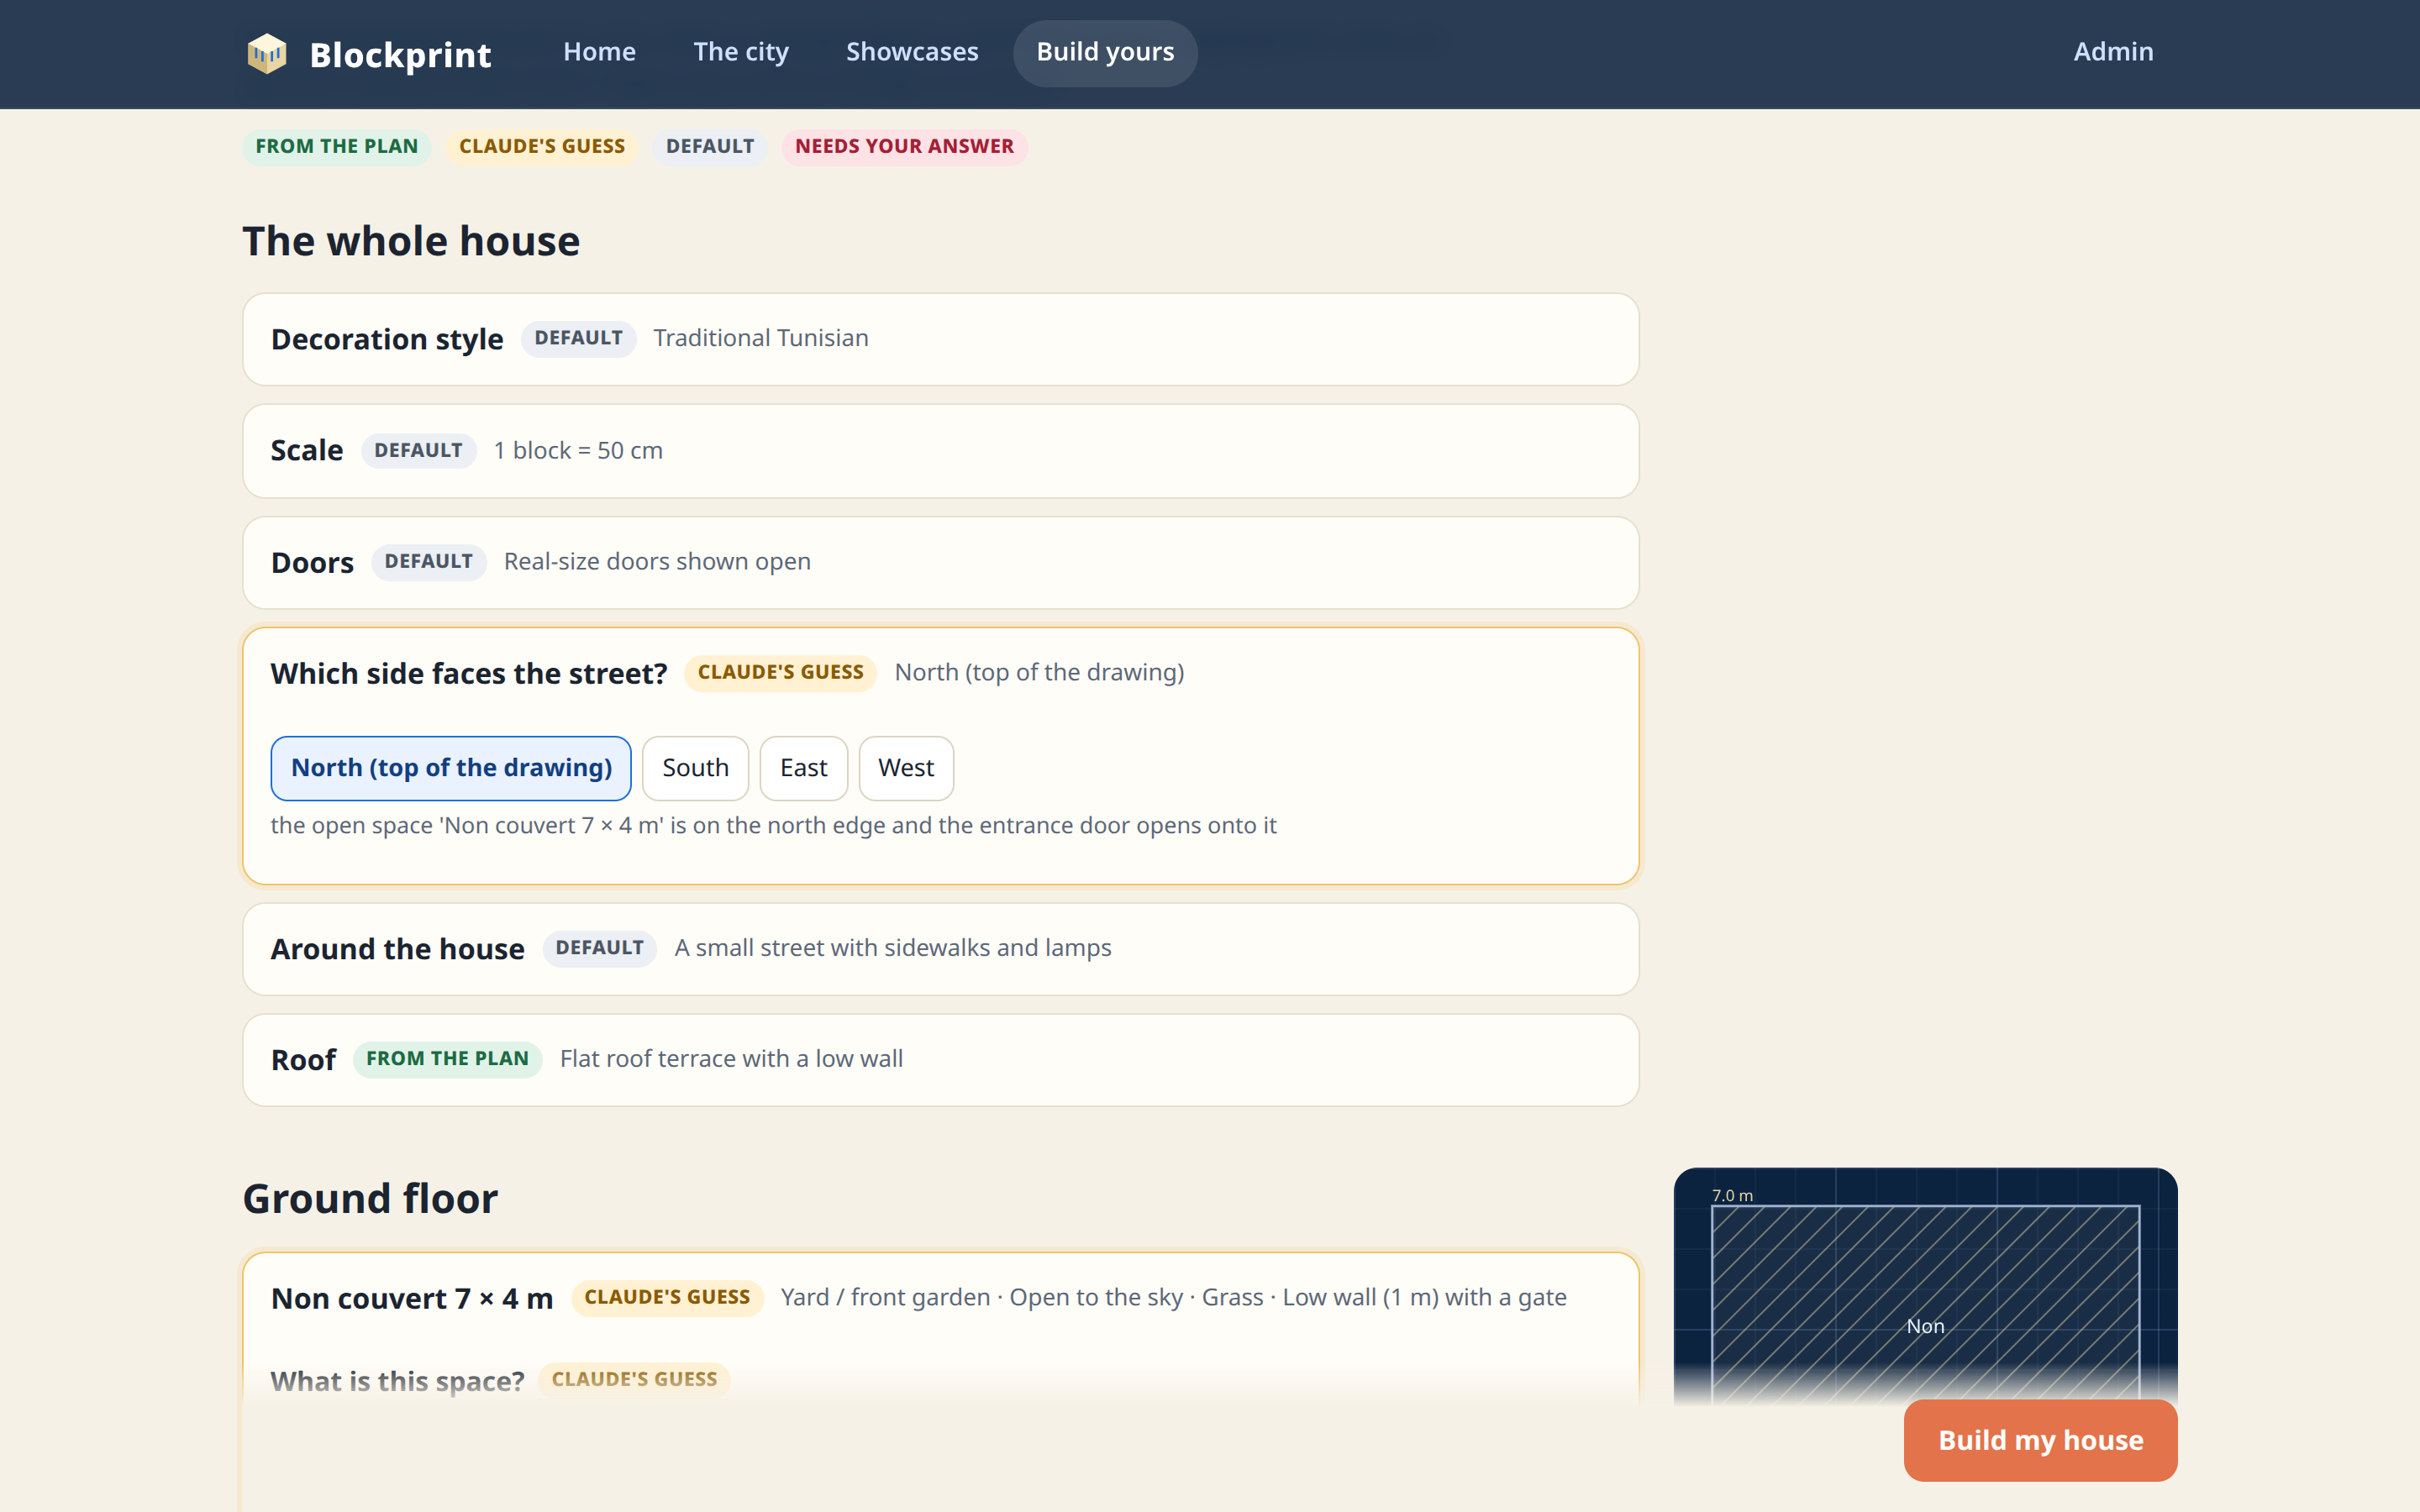 Blockprint Home The city Showcases Build yours Admin
FROM THE PLAN CLAUDE'S GUESS DEFAULT NEEDS YOUR ANSWER
The whole house
Decoration style DEFAULT Traditional Tunisian
Scale DEFAULT 1 block = 50 cm
Doors DEFAULT Real-size doors shown open
Which side faces the street? CLAUDE'S GUESS North (top of the drawing)
North (top of the drawing) South East West
the open space 'Non couvert 7 × 4 m' is on the north edge and the entrance door opens onto it
Around the house DEFAULT A small street with sidewalks and lamps
Roof FROM THE PLAN Flat roof terrace with a low wall
Ground floor
Non couvert 7 × 4 m CLAUDE'S GUESS Yard / front garden · Open to the sky · Grass · Low wall (1 m) with a gate
What is this space? CLAUDE'S GUESS
7.0 m
Non
Build my house